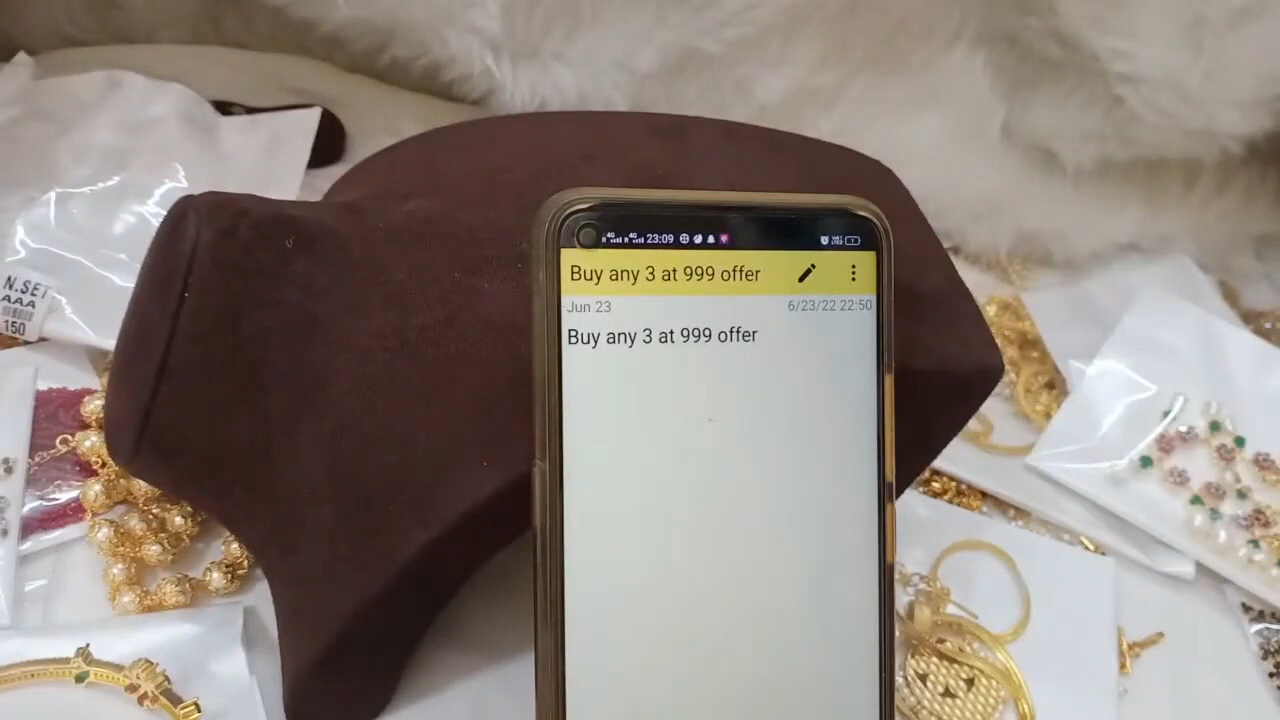 23:09
Buy any 3 at 999 offer
Jun 23 6/23/22 22:50
Buy any 3 at 999 offer
N.SET
AAA
150